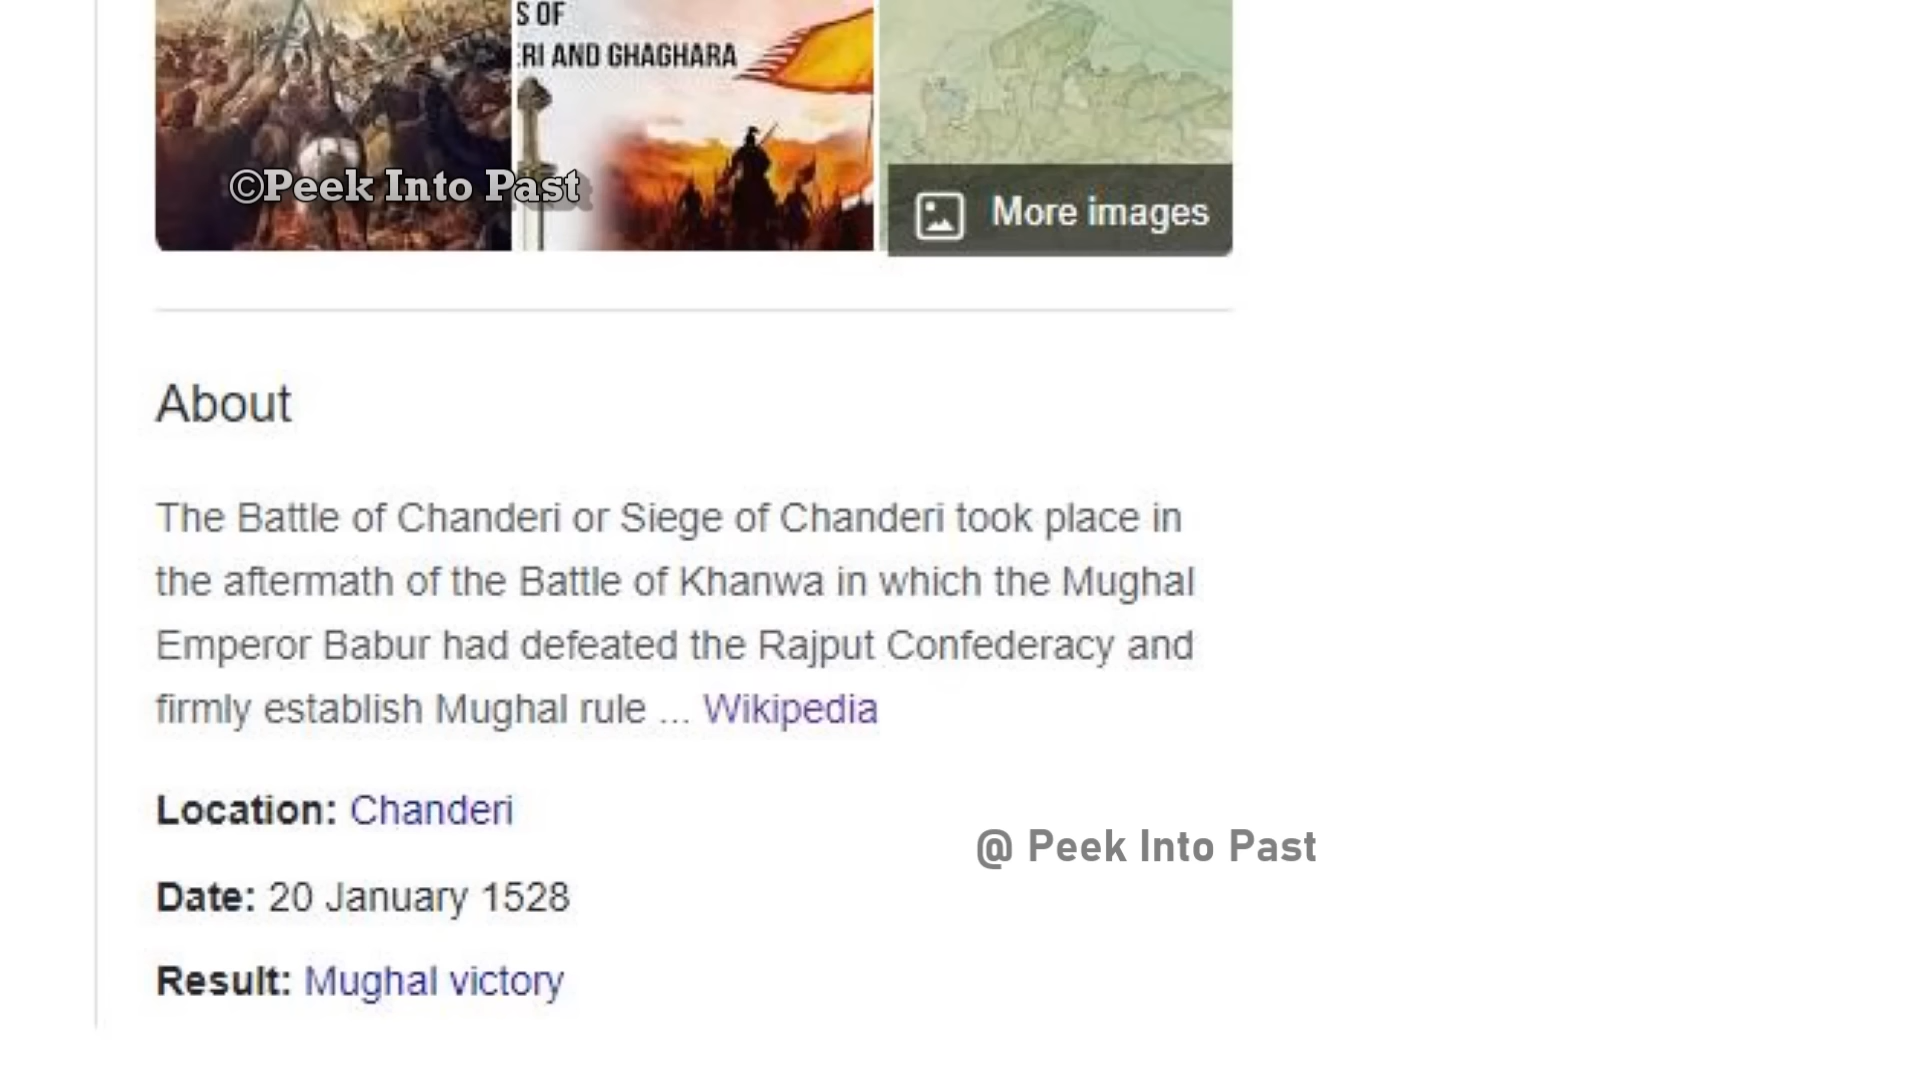 S OF
RI AND GHAGHARA
©Peek Into Past
More images
About
The Battle of Chanderi or Siege of Chanderi took place in
the aftermath of the Battle of Khanwa in which the Mughal
Emperor Babur had defeated the Rajput Confederacy and
firmly establish Mughal rule ... Wikipedia
Location: Chanderi
@ Peek Into Past
Date: 20 January 1528
Result: Mughal victory